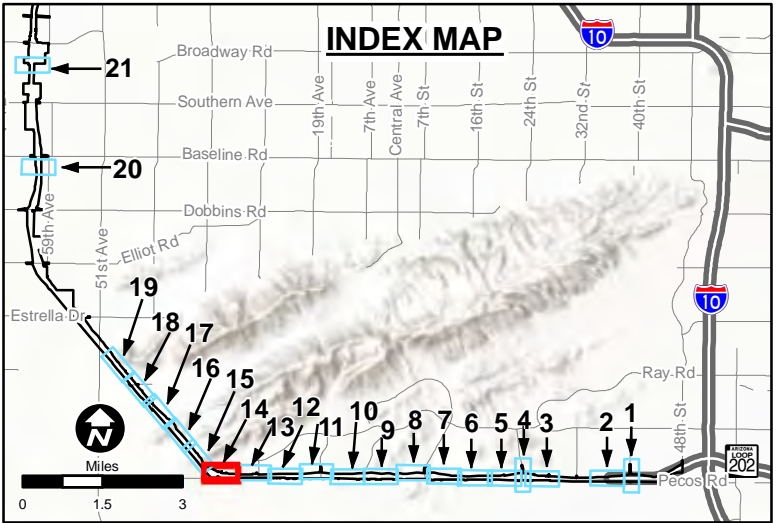 INDEX MAP
10
Broadway Rd
21
Southern Ave
19th Ave
7th Ave
Central Ave
7th St
16th St
24th St
32nd St
40th St
Baseline Rd
20
59th Ave
Dobbins Rd
51st Ave
Elliot Rd
10
19
Estrella Dr
18
17
16
15
14
13
12
11
10
9
8
7
6
5
4
3
2
1
Ray Rd
48th St
N
ARIZONA
LOOP
202
Pecos Rd
Miles
0 1.5 3